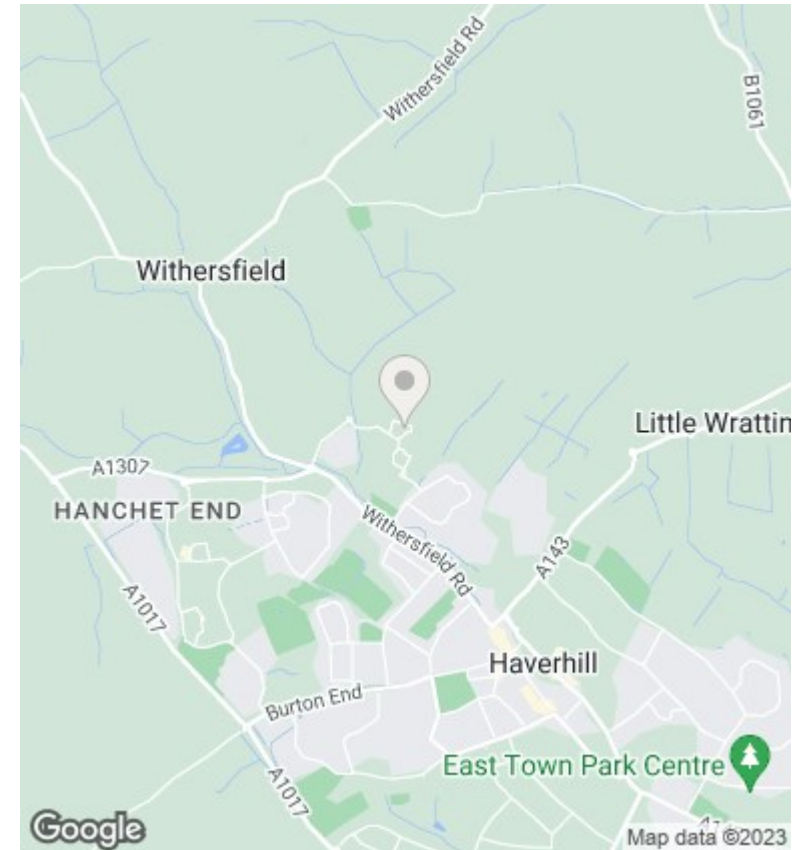 Withersfield Rd
B1061
Withersfield
Little Wrattin
A1307
HANCHET END
Withersfield Rd
A143
A1017
Haverhill
Burton End
East Town Park Centre
A1017
Google
Map data ©2023